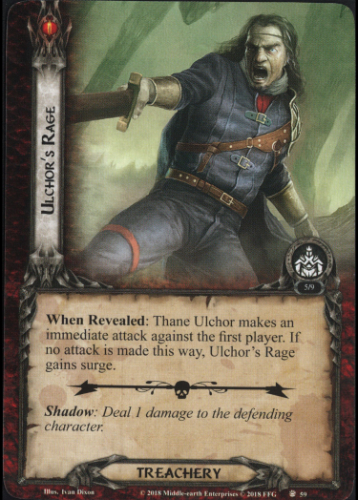 ULCHOR'S RAGE
5/9
When Revealed: Thane Ulchor makes an
immediate attack against the first player. If
no attack is made this way, Ulchor's Rage
gains surge.
Shadow: Deal 1 damage to the defending
character.
TREACHERY
Illus. Ivan Dixon
© 2018 Middle-earth Enterprises © 2018 FFG
59